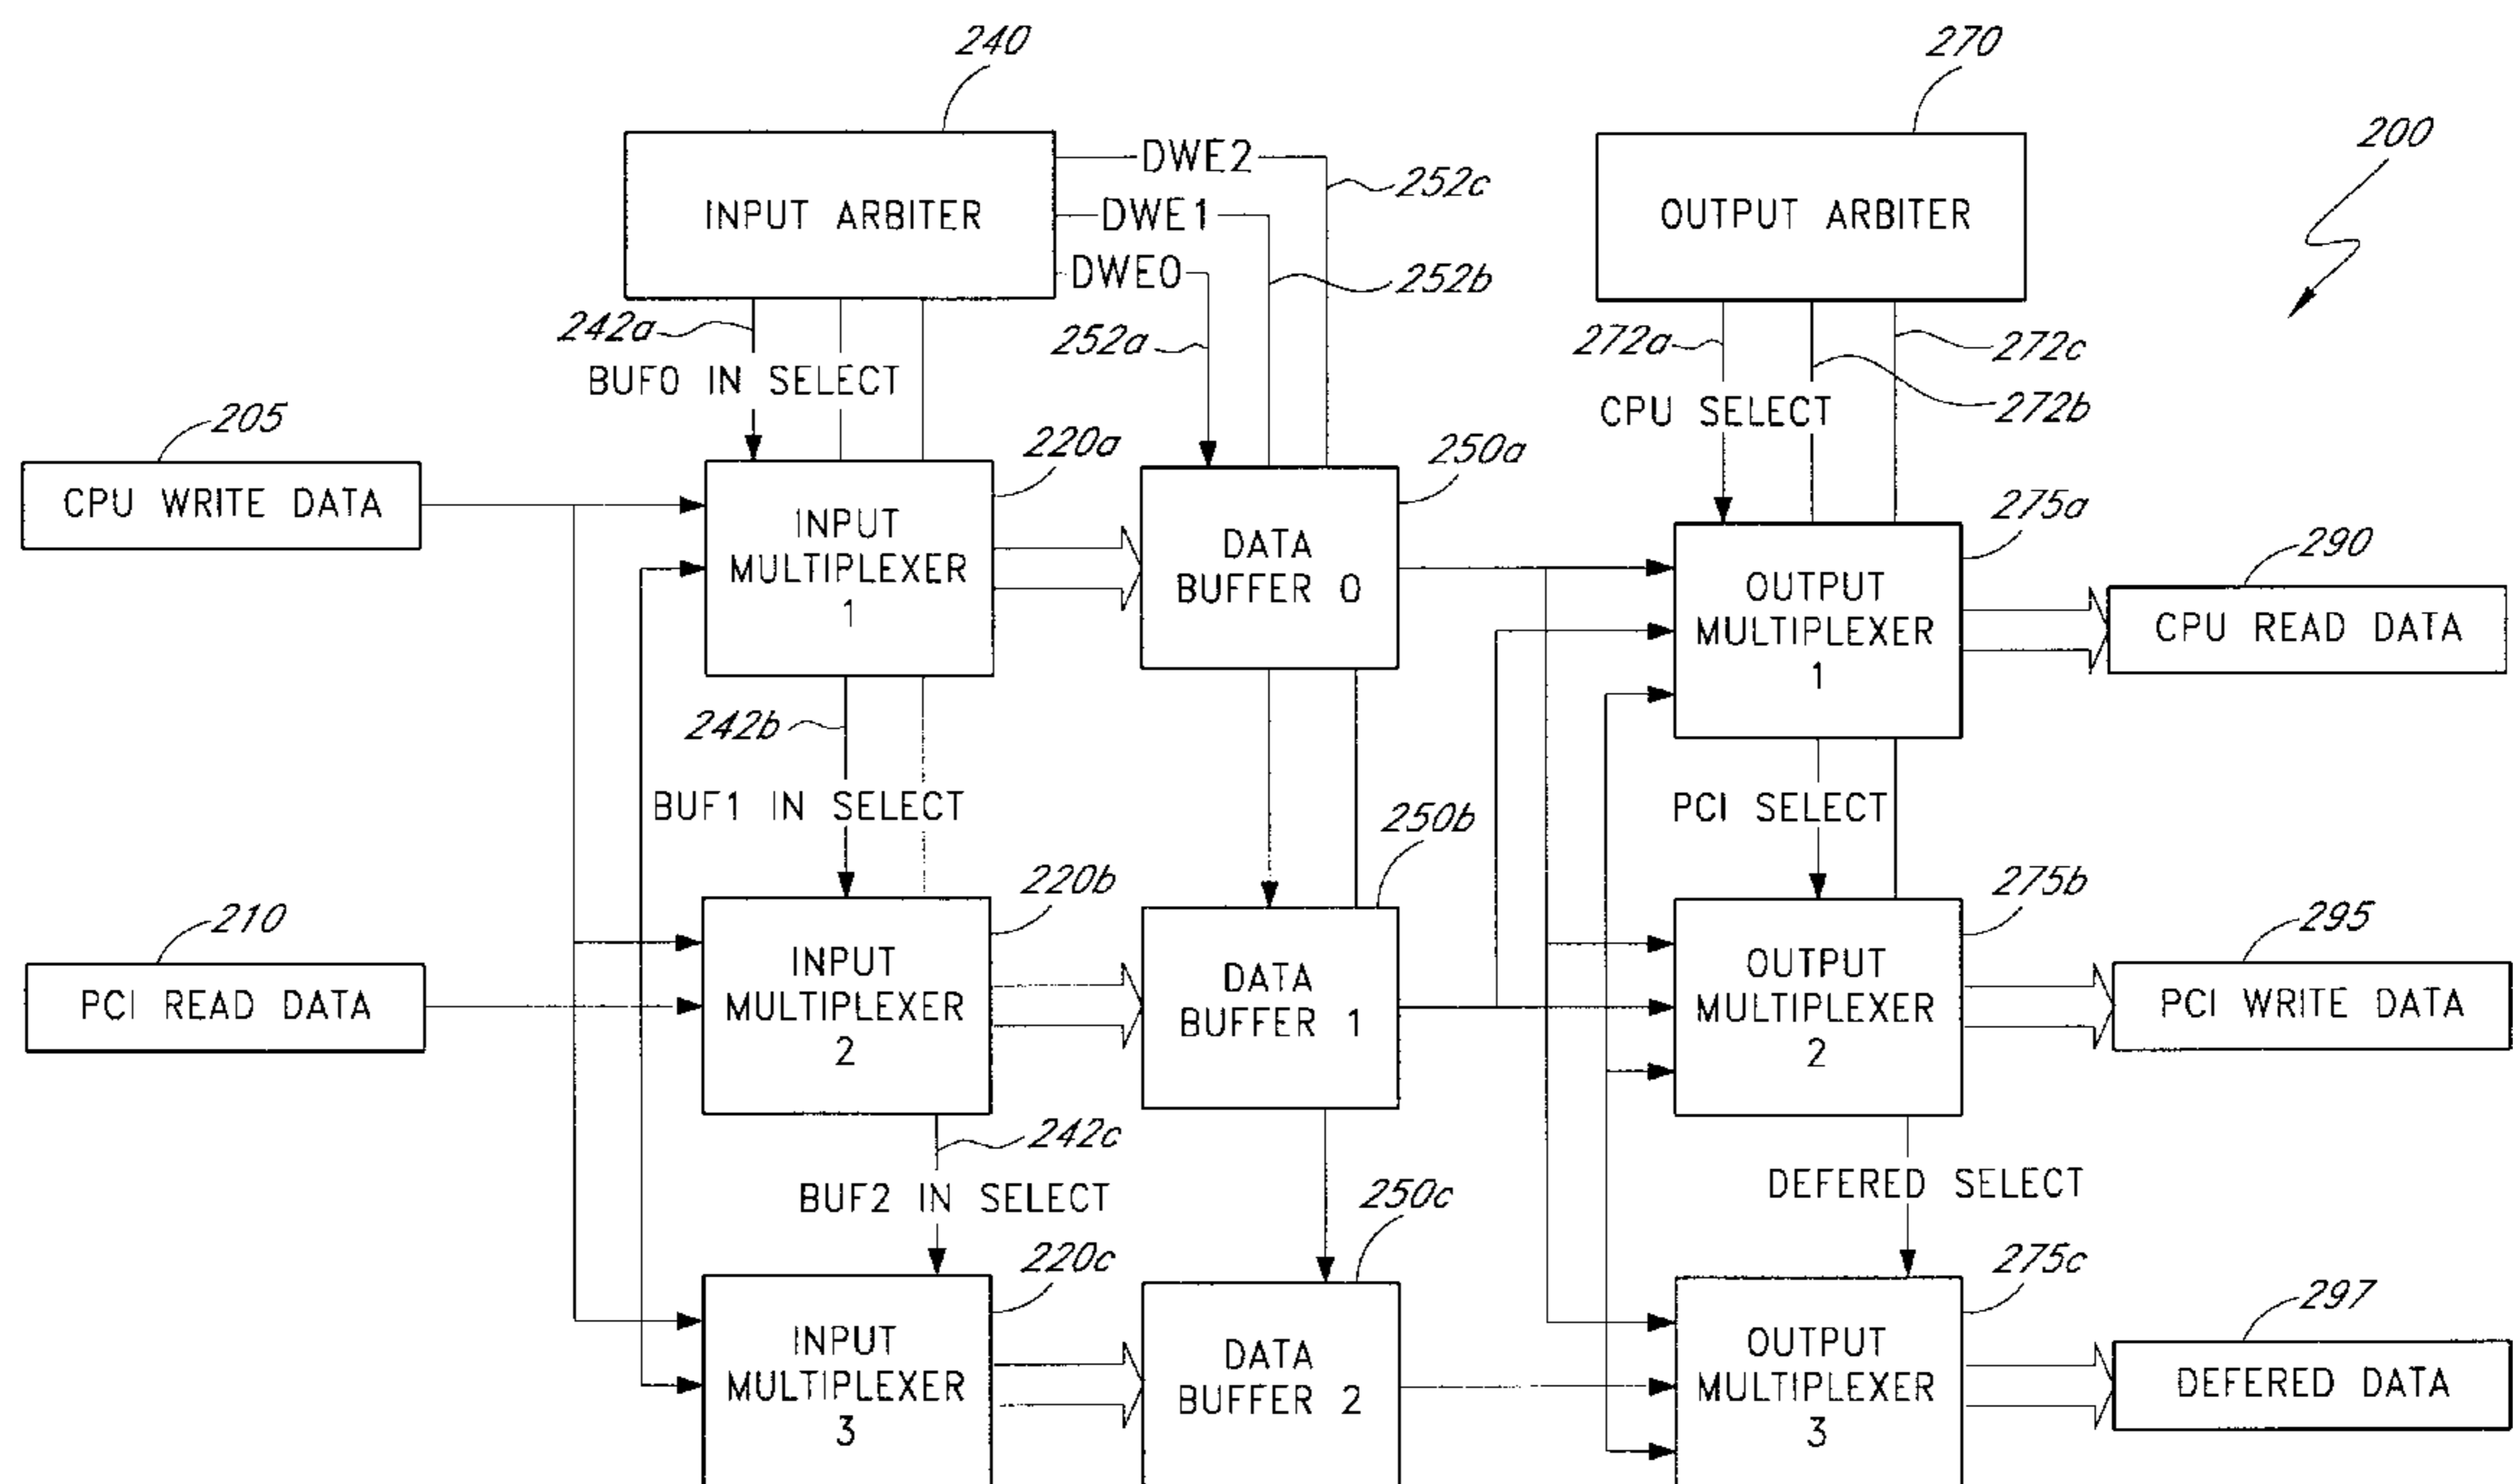 240
270
200
INPUT ARBITER
DWE2
252c
DWE1
DWE0
252b
OUTPUT ARBITER
242a
252a
272a
272c
BUF0 IN SELECT
CPU SELECT
272b
205
220a
250a
CPU WRITE DATA
INPUT
MULTIPLEXER
1
DATA
BUFFER 0
275a
OUTPUT
MULTIPLEXER
1
290
CPU READ DATA
242b
BUF1 IN SELECT
PCI SELECT
250b
210
220b
275b
295
PCI READ DATA
INPUT
MULTIPLEXER
2
DATA
BUFFER 1
OUTPUT
MULTIPLEXER
2
PCI WRITE DATA
242c
BUF2 IN SELECT
250c
DEFERED SELECT
220c
275c
297
INPUT
MULTIPLEXER
3
DATA
BUFFER 2
OUTPUT
MULTIPLEXER
3
DEFERED DATA